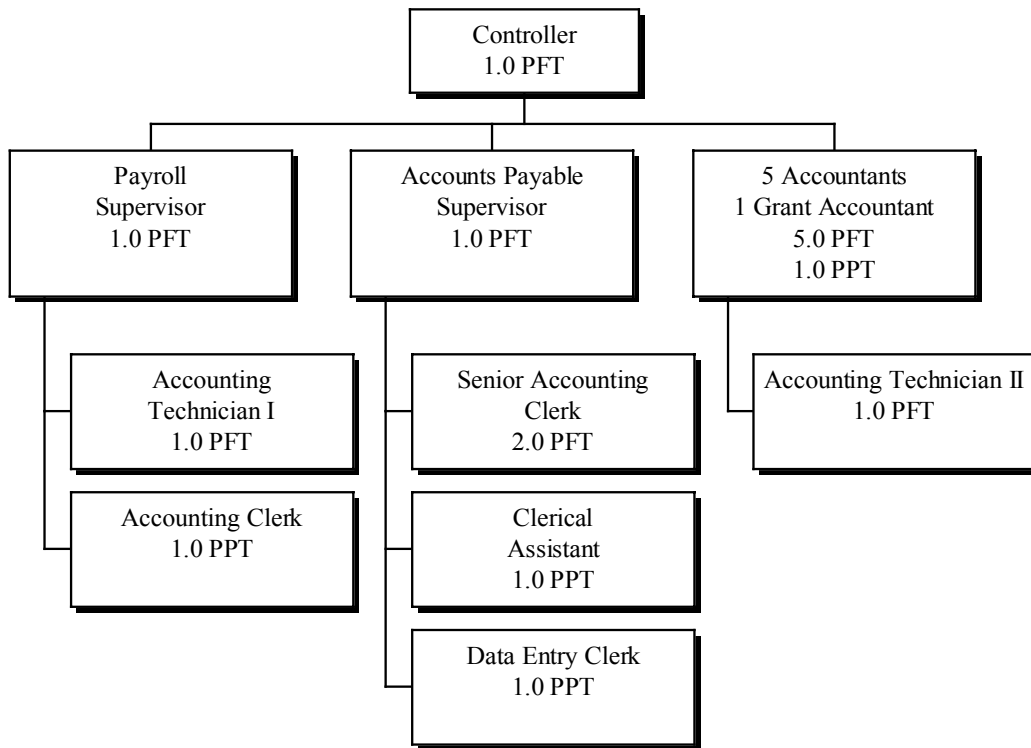 Controller
1.0 PFT
Payroll
Supervisor
1.0 PFT
Accounts Payable
Supervisor
1.0 PFT
5 Accountants
1 Grant Accountant
5.0 PFT
1.0 PPT
Accounting
Technician I
1.0 PFT
Accounting Clerk
1.0 PPT
Senior Accounting
Clerk
2.0 PFT
Clerical
Assistant
1.0 PPT
Data Entry Clerk
1.0 PPT
Accounting Technician II
1.0 PFT